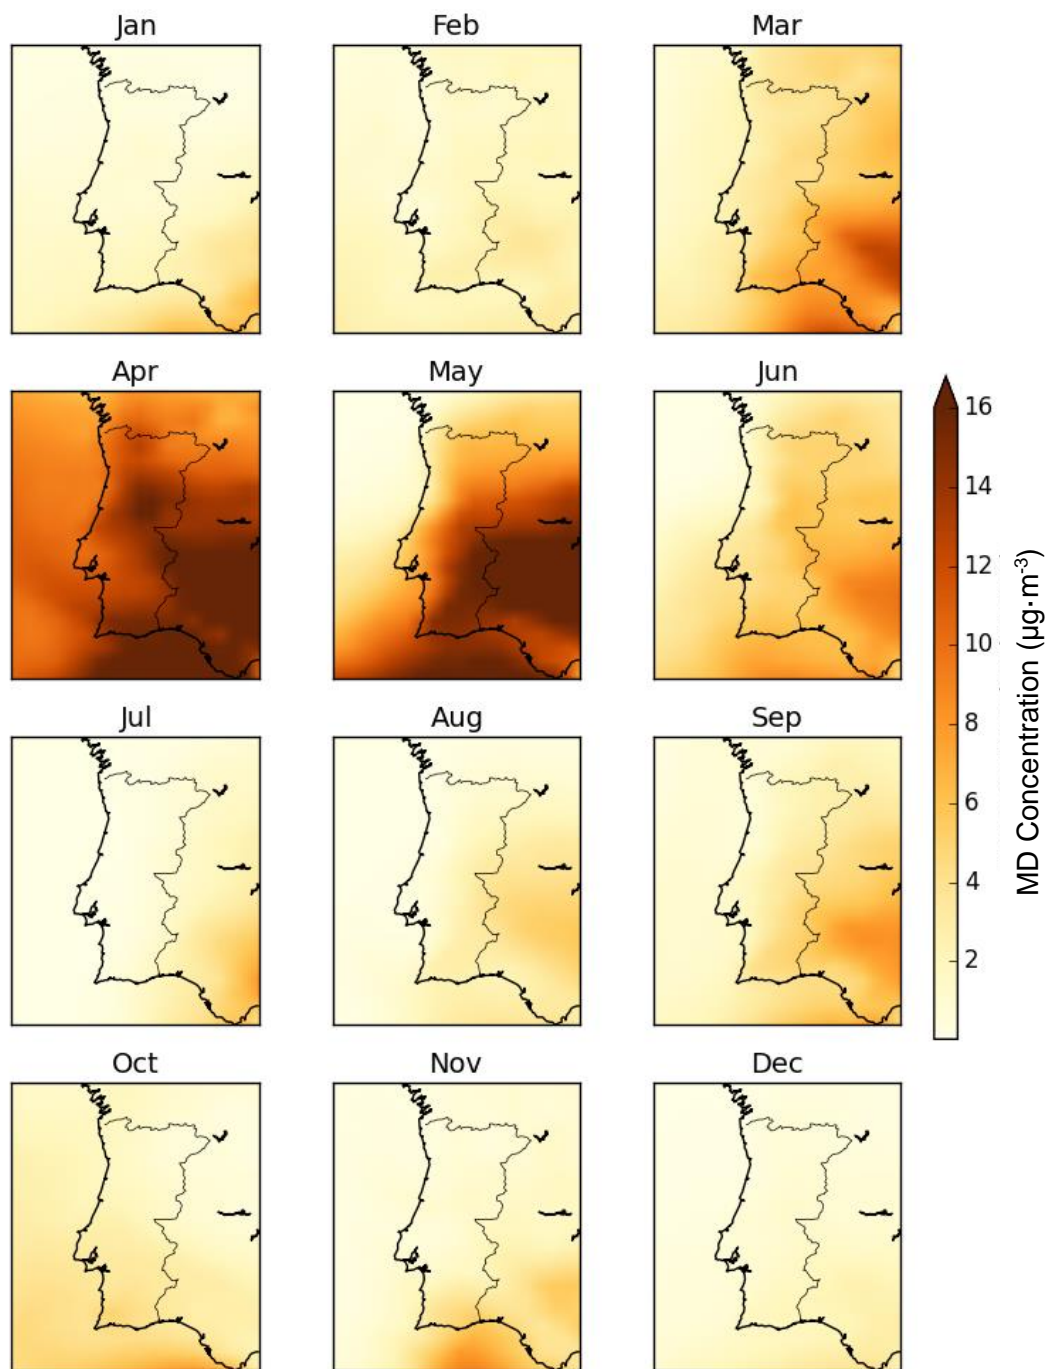 Jan
Feb
Mar
Apr
May
Jun
16
14
12
10
8
6
4
2
MD Concentration (µg·m-³)
Jul
Aug
Sep
Oct
Nov
Dec